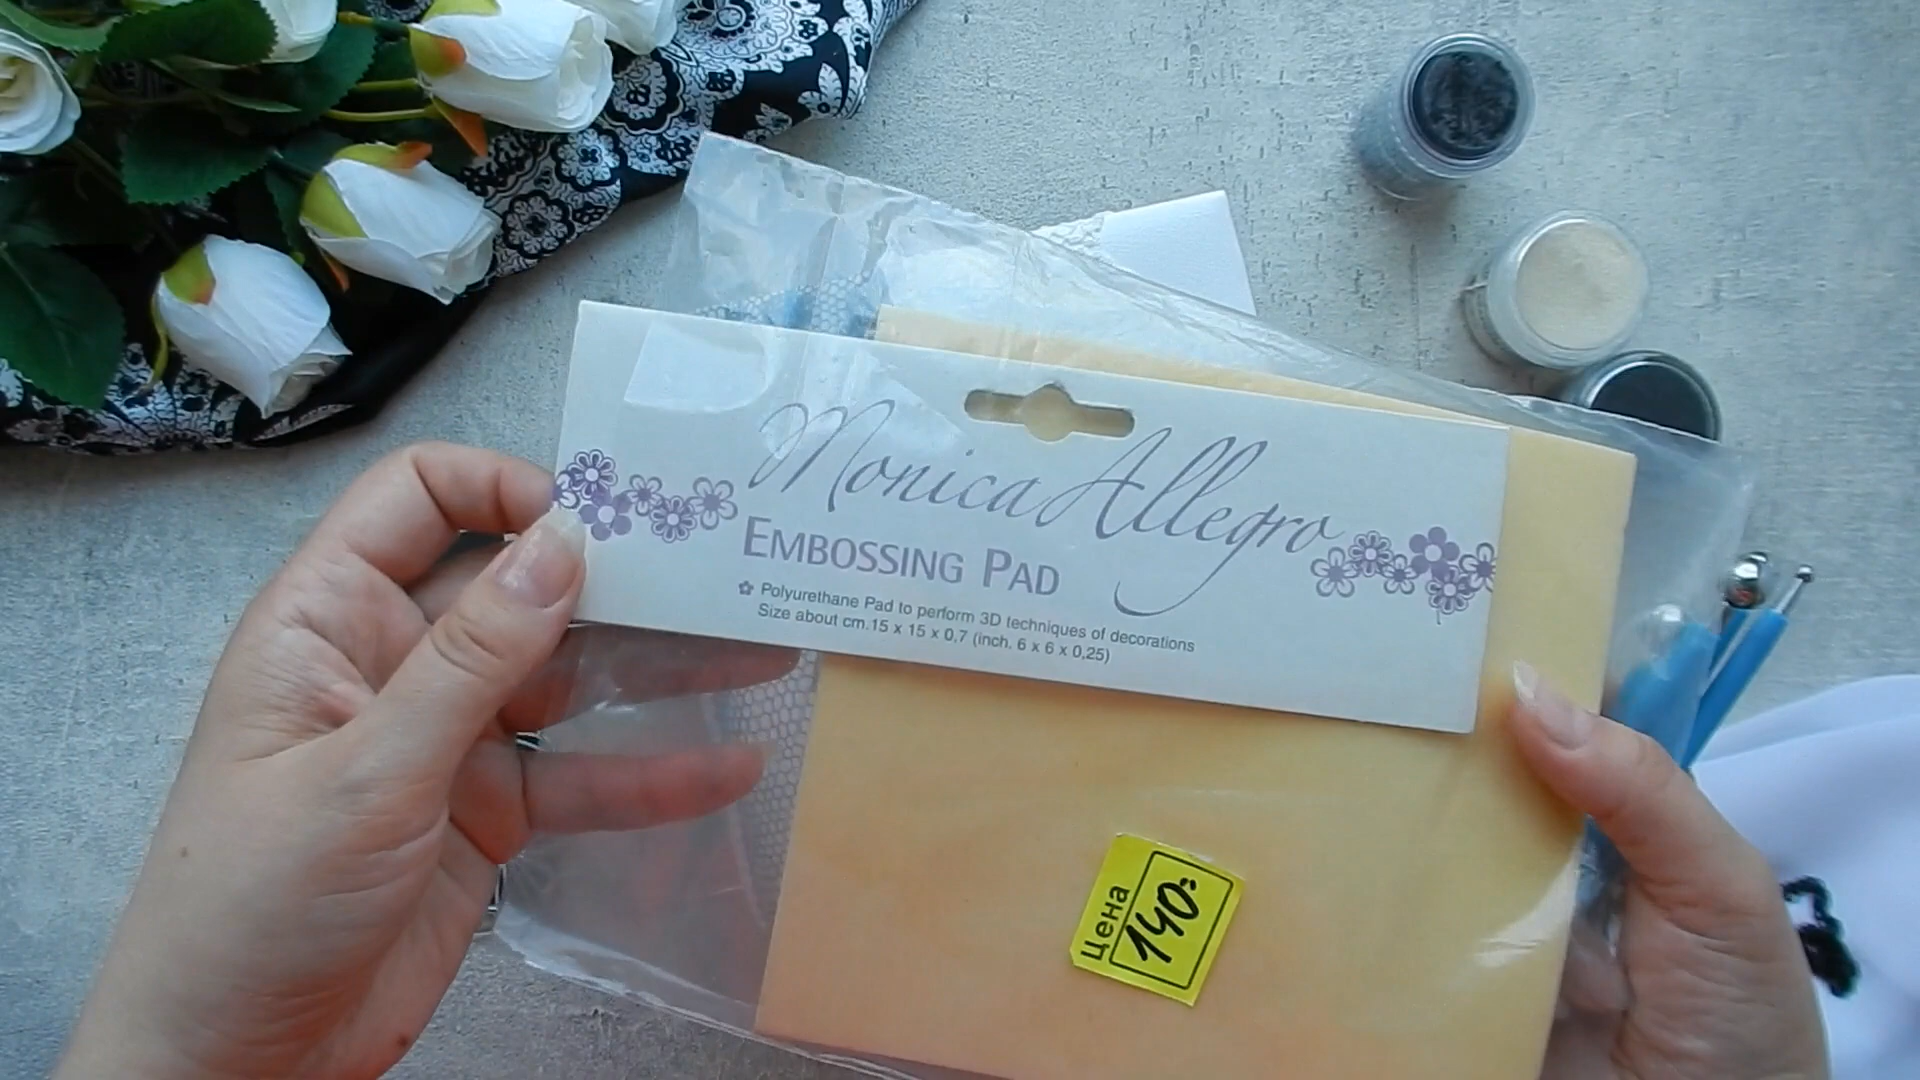 Monica Allegro
EMBOSSING PAD
Polyurethane Pad to perform 3D techniques of decorations
Size about cm.15 x 15 x 0,7 (inch. 6 x 6 x 0,25)
Цена
140=